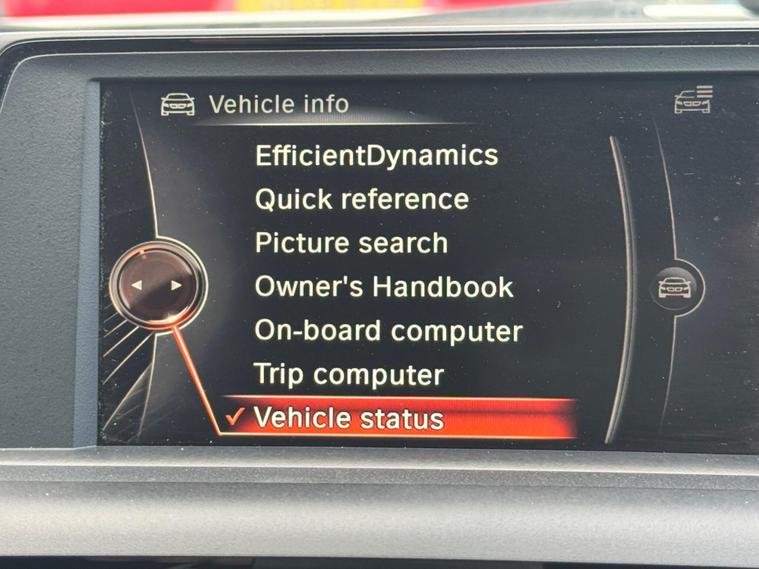 Vehicle info
EfficientDynamics
Quick reference
Picture search
Owner's Handbook
On-board computer
Trip computer
Vehicle status